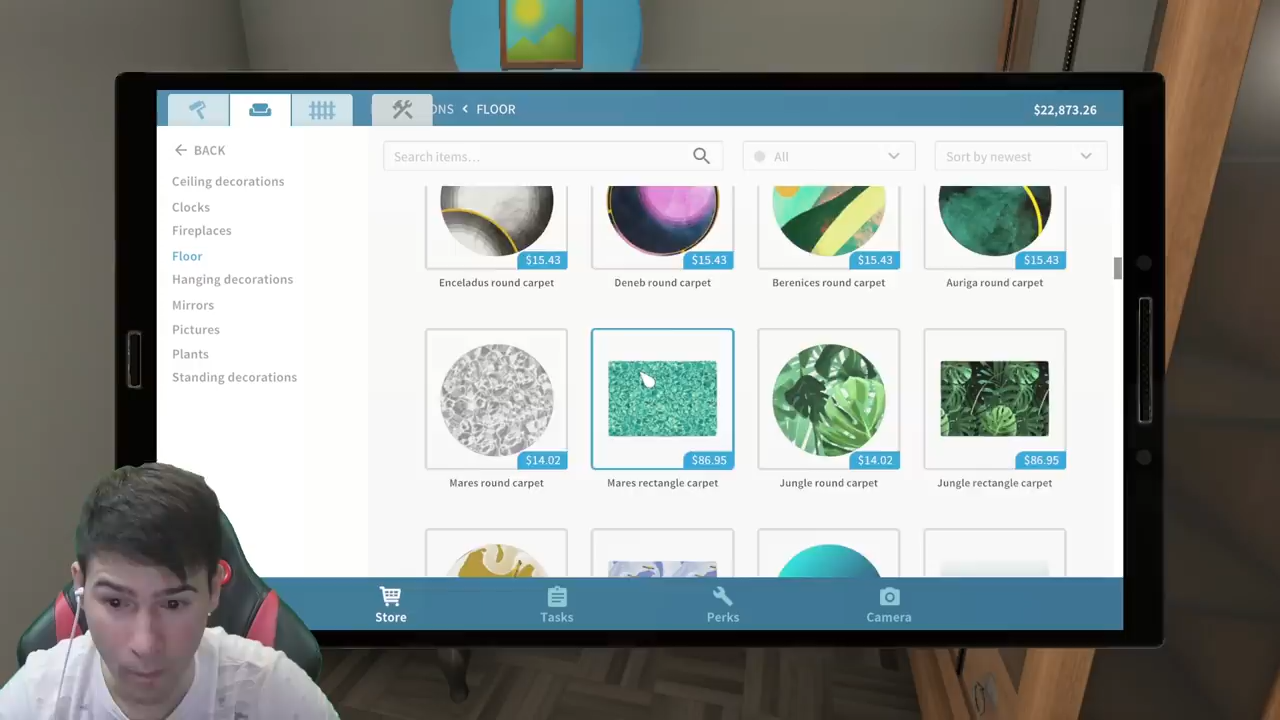 ONS < FLOOR
$22,873.26
BACK
Search items...
All
Sort by newest
Ceiling decorations
Clocks
Fireplaces
Floor
Hanging decorations
Mirrors
Pictures
Plants
Standing decorations
$15.43
$15.43
$15.43
$15.43
Enceladus round carpet
Deneb round carpet
Berenices round carpet
Auriga round carpet
$14.02
$86.95
$14.02
$86.95
Mares round carpet
Mares rectangle carpet
Jungle round carpet
Jungle rectangle carpet
Store
Tasks
Perks
Camera